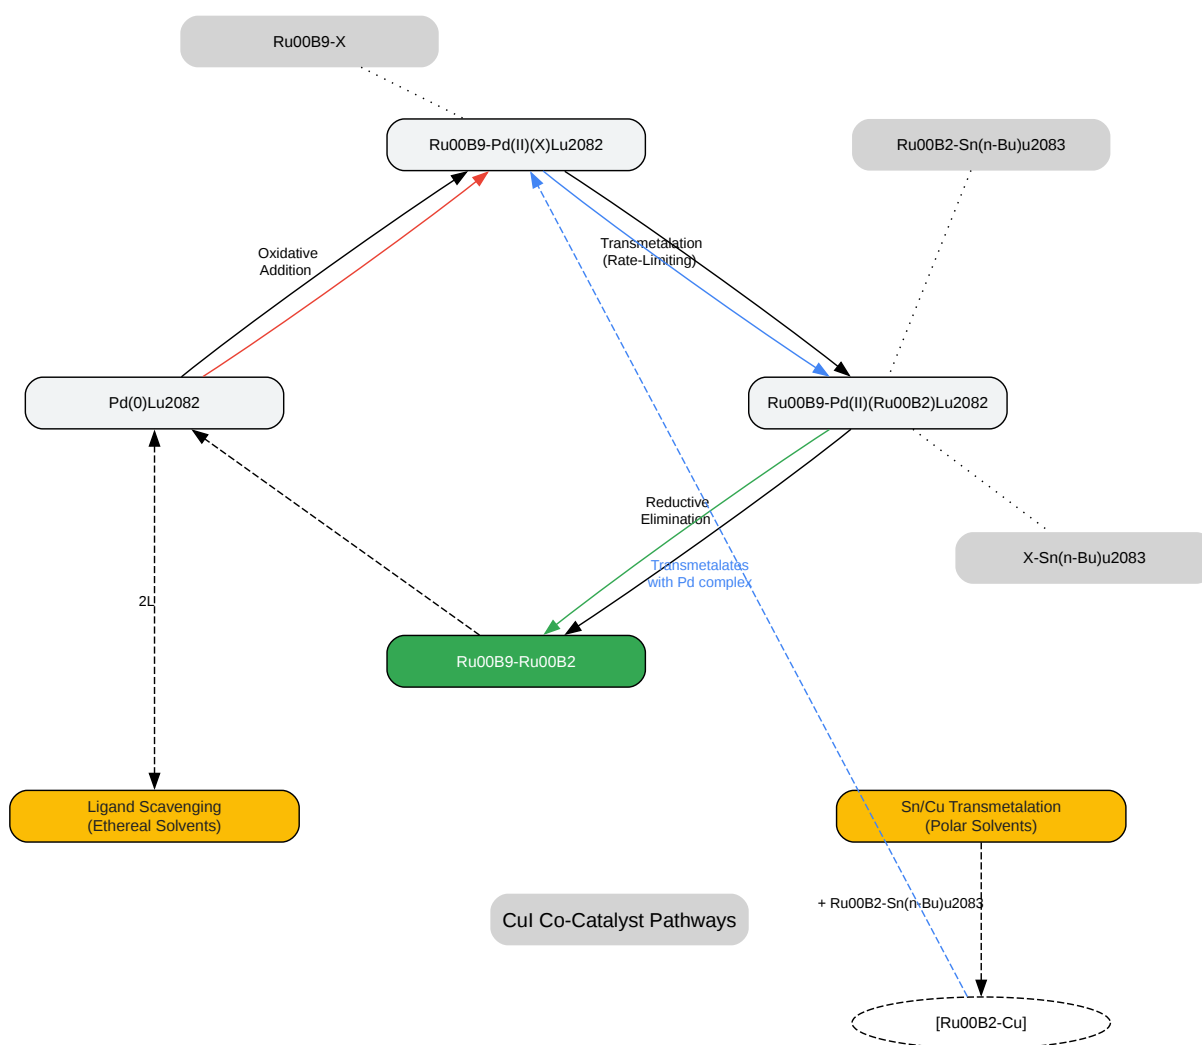 Ru00B9-X
Ru00B9-Pd(II)(X)Lu2082
Ru00B2-Sn(n-Bu)u2083
Oxidative
Addition
Transmetalation
(Rate-Limiting)
Pd(0)Lu2082
Ru00B9-Pd(II)(Ru00B2)Lu2082
Reductive
Elimination
X-Sn(n-Bu)u2083
Transmetalates
with Pd complex
2L
Ru00B9-Ru00B2
Ligand Scavenging
(Ethereal Solvents)
Sn/Cu Transmetalation
(Polar Solvents)
+ Ru00B2-Sn(n-Bu)u2083
CuI Co-Catalyst Pathways
[Ru00B2-Cu]